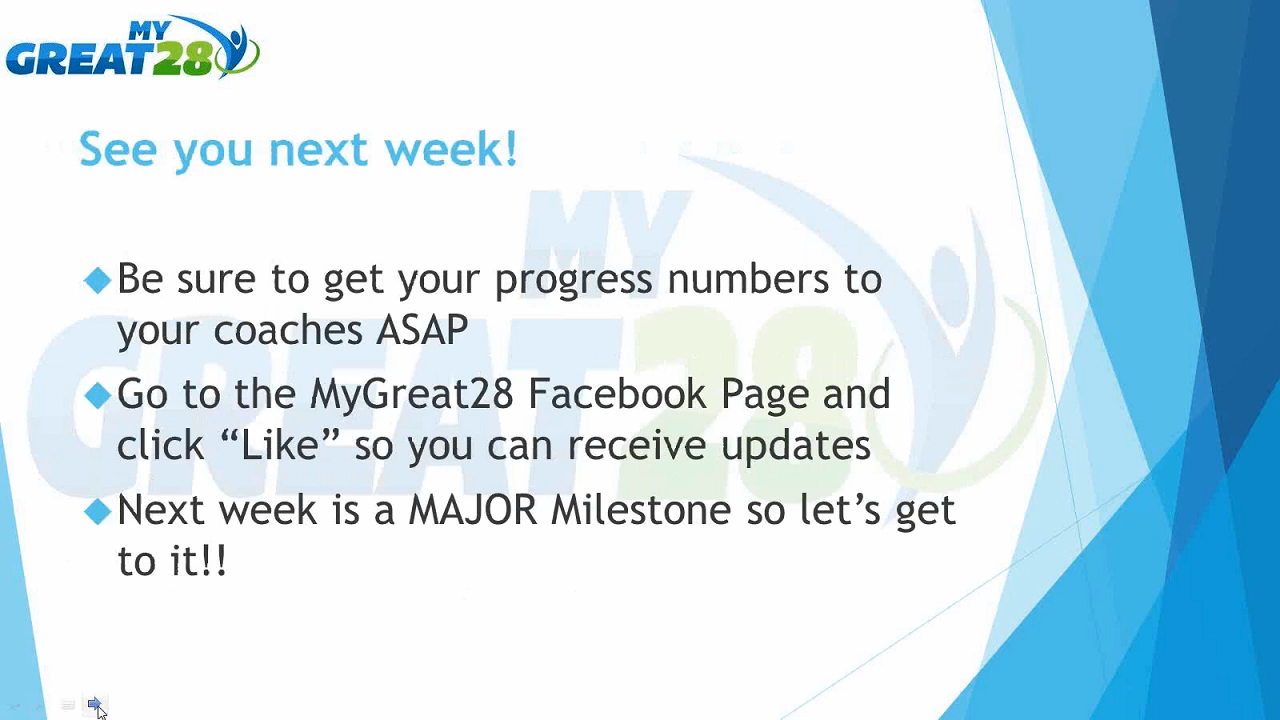 MY
GREAT28
See you next week!
Be sure to get your progress numbers to
your coaches ASAP
Go to the MyGreat28 Facebook Page and
click “Like” so you can receive updates
Next week is a MAJOR Milestone so let’s get
to it!!
MY
GREAT28